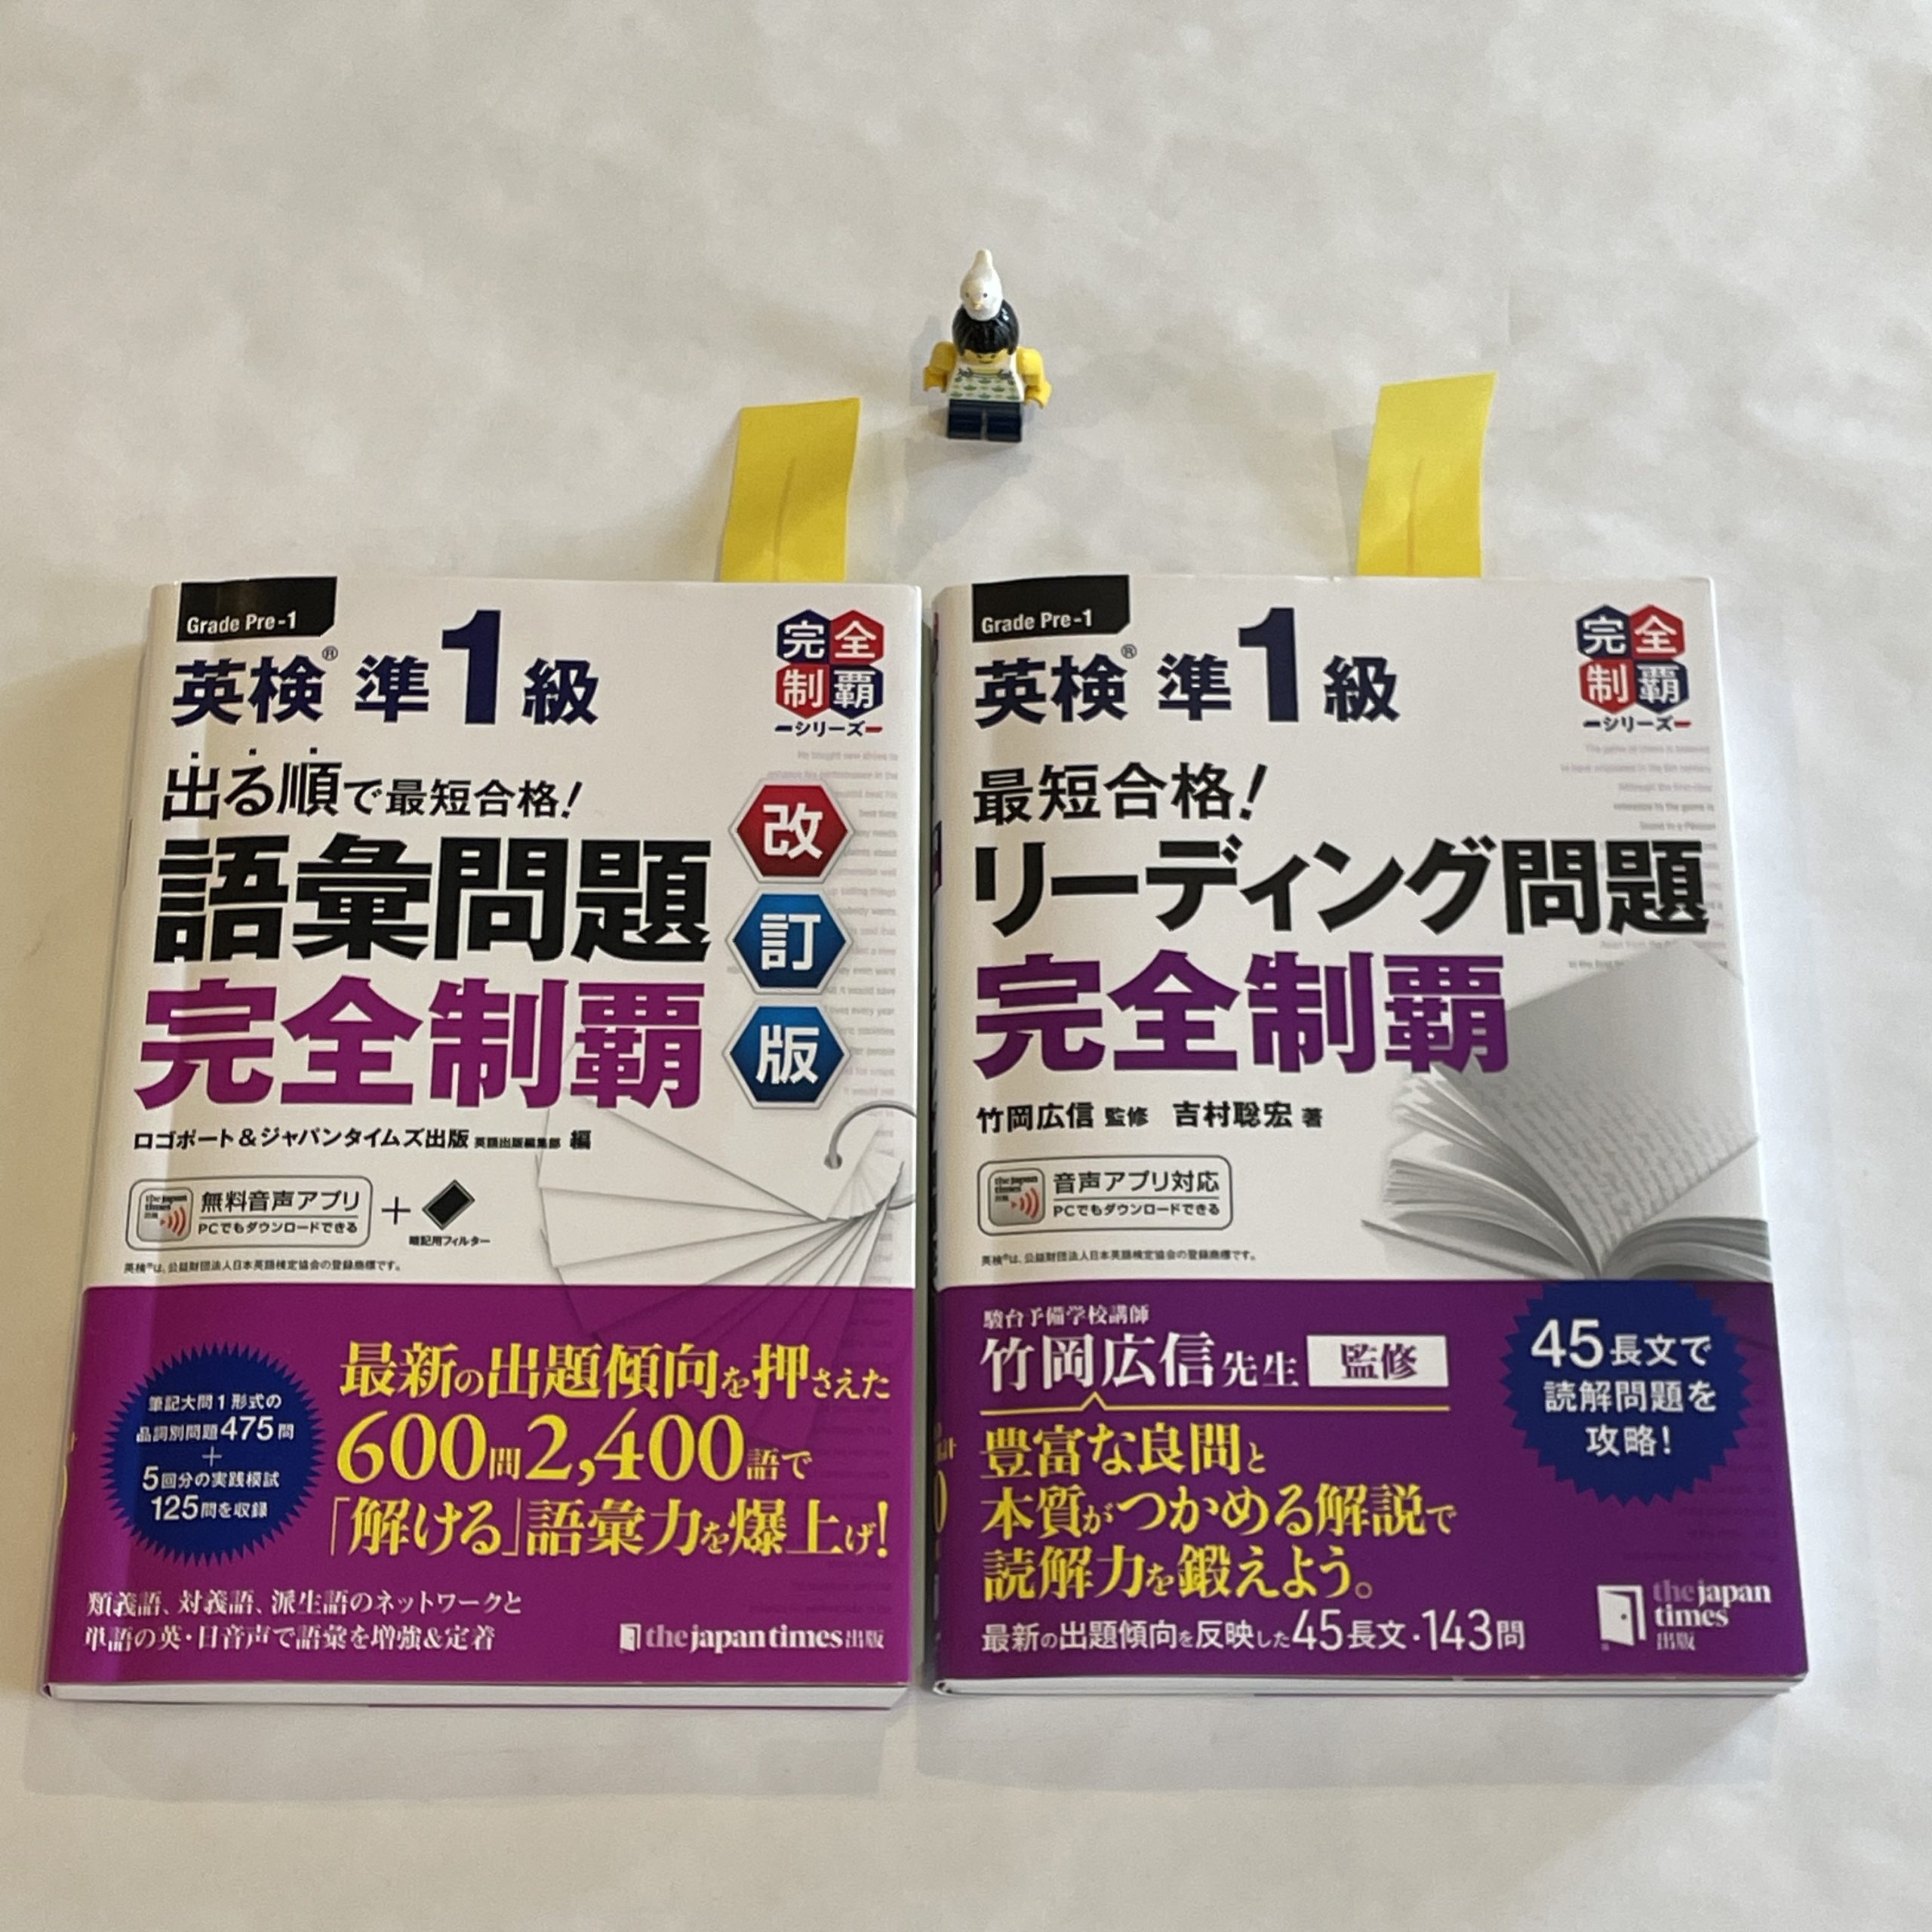 Grade Pre-1
英検® 準1級
完全
制覇
シリーズ
出る順で最短合格!
語彙問題
完全制覇
改
訂
版
ロゴポート&ジャパンタイムズ出版 英語出版編集部 編
the japan times 出版
無料音声アプリ
PCでもダウンロードできる
+
暗記用フィルター
英検®は、公益財団法人日本英語検定協会の登録商標です。
筆記大問1形式の
品詞別問題475問
+
5回分の実践模試
125問を収録
最新の出題傾向を押さえた
600問2,400語で
「解ける」語彙力を爆上げ!
類義語、対義語、派生語のネットワークと
単語の英・日音声で語彙を増強&定着
the japan times 出版
Grade Pre-1
英検® 準1級
完全
制覇
シリーズ
最短合格!
リーディング問題
完全制覇
竹岡広信 監修 吉村聡宏 著
the japan times 出版
音声アプリ対応
PCでもダウンロードできる
英検®は、公益財団法人日本英語検定協会の登録商標です。
駿台予備学校講師
竹岡広信先生 監修
45長文で
読解問題を
攻略!
豊富な良問と
本質がつかめる解説で
読解力を鍛えよう。
最新の出題傾向を反映した45長文・143問
the japan
times
出版